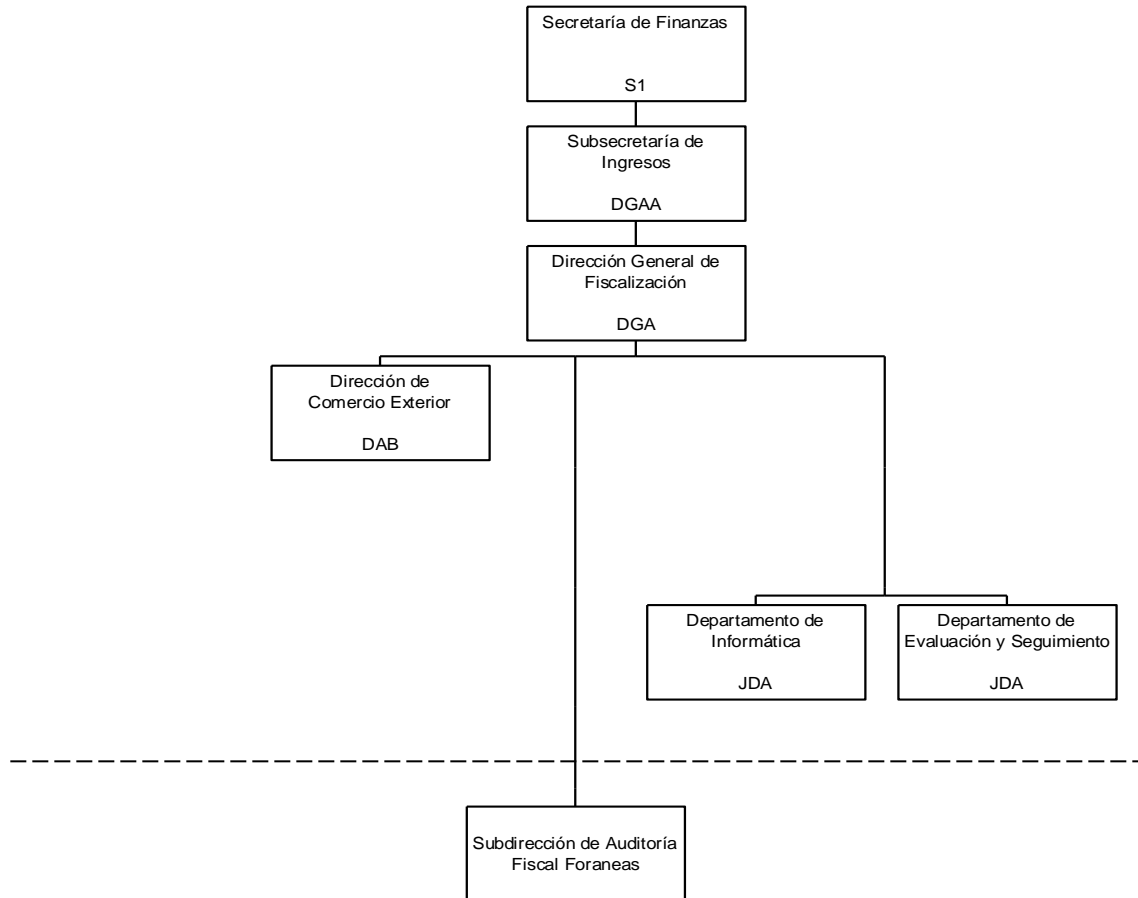 Secretaría de Finanzas
S1
Subsecretaría de
Ingresos
DGAA
Dirección General de
Fiscalización
DGA
Dirección de
Comercio Exterior
DAB
Departamento de
Informática
JDA
Departamento de
Evaluación y Seguimiento
JDA
Subdirección de Auditoría
Fiscal Foraneas